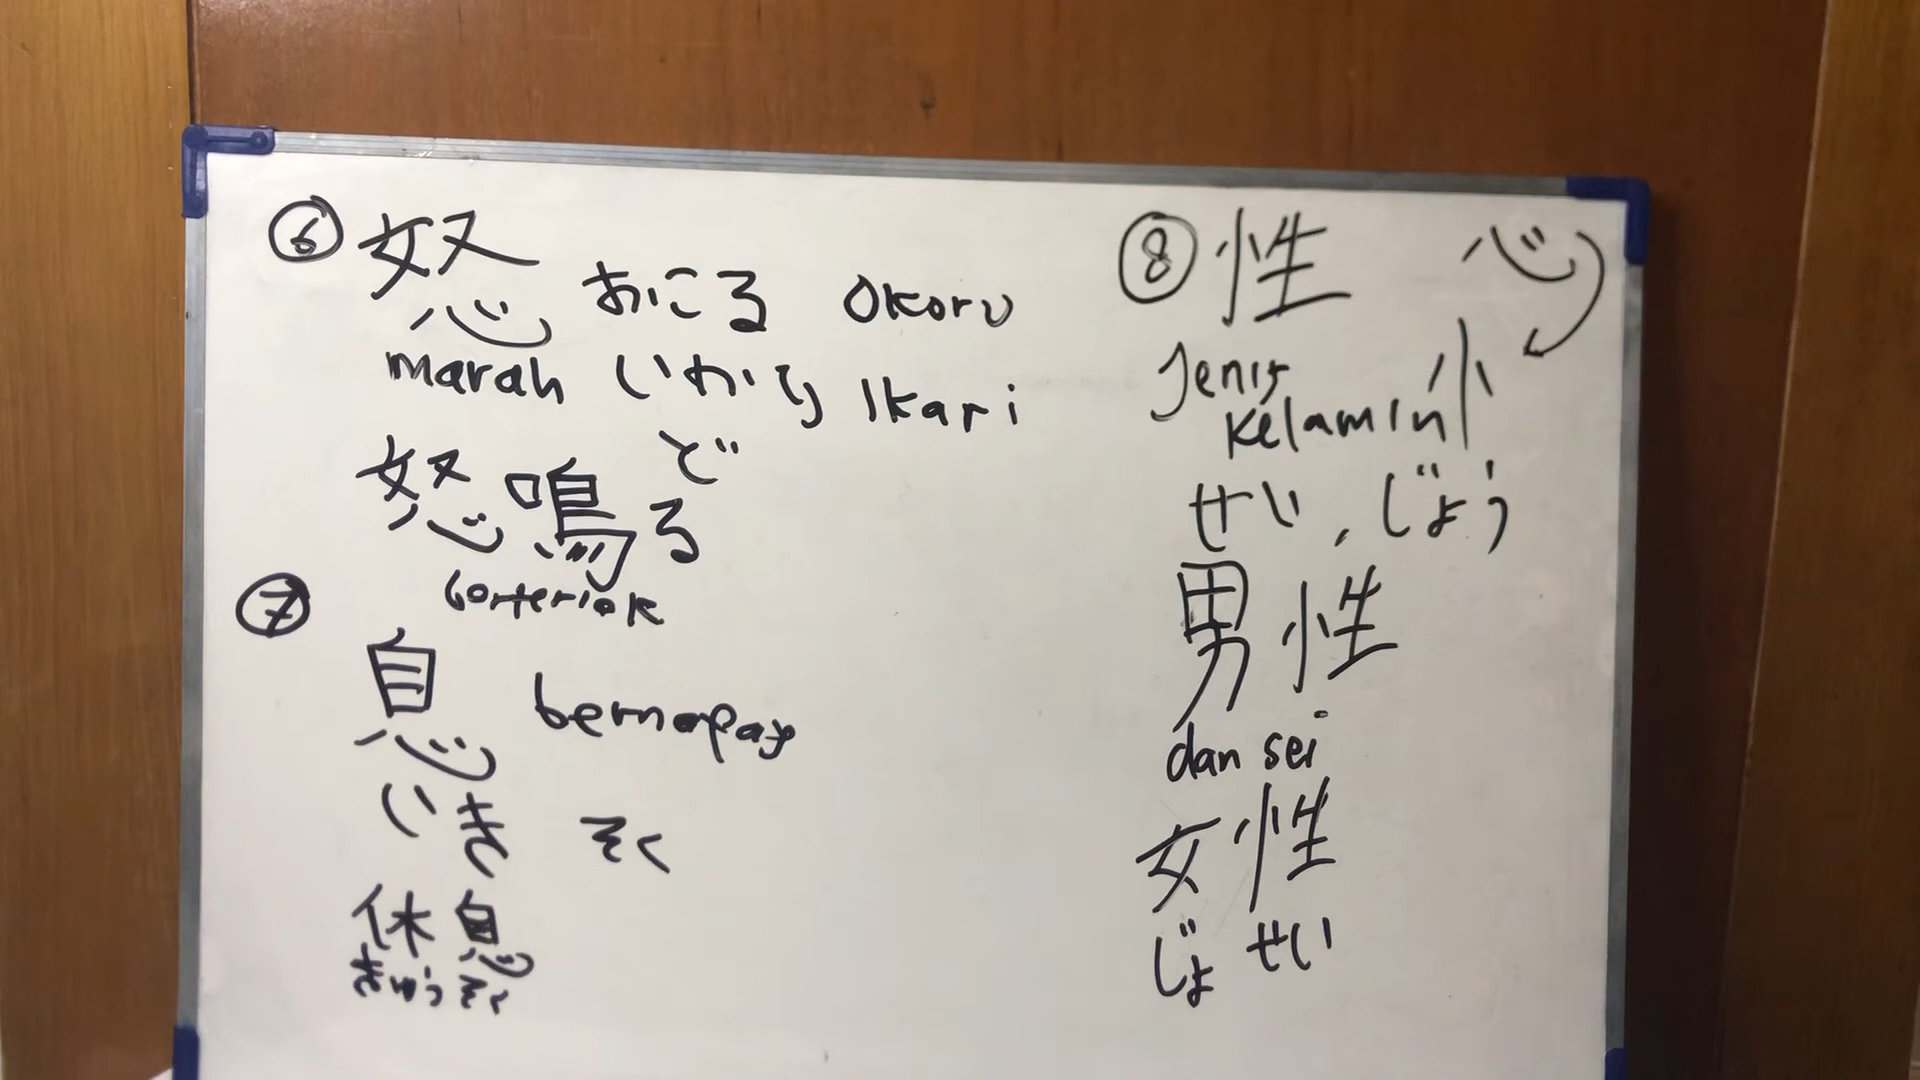 ⑥ 怒 おこる okoru
marah いかり Ikari
ど
怒鳴る
berteriak
⑦
息 bernapas
いき そく
休息
きゅうそく
⑧ 性 心
忄
Jenis
kelamin
せい, じょう
男性
dan sei
女性
じょせい